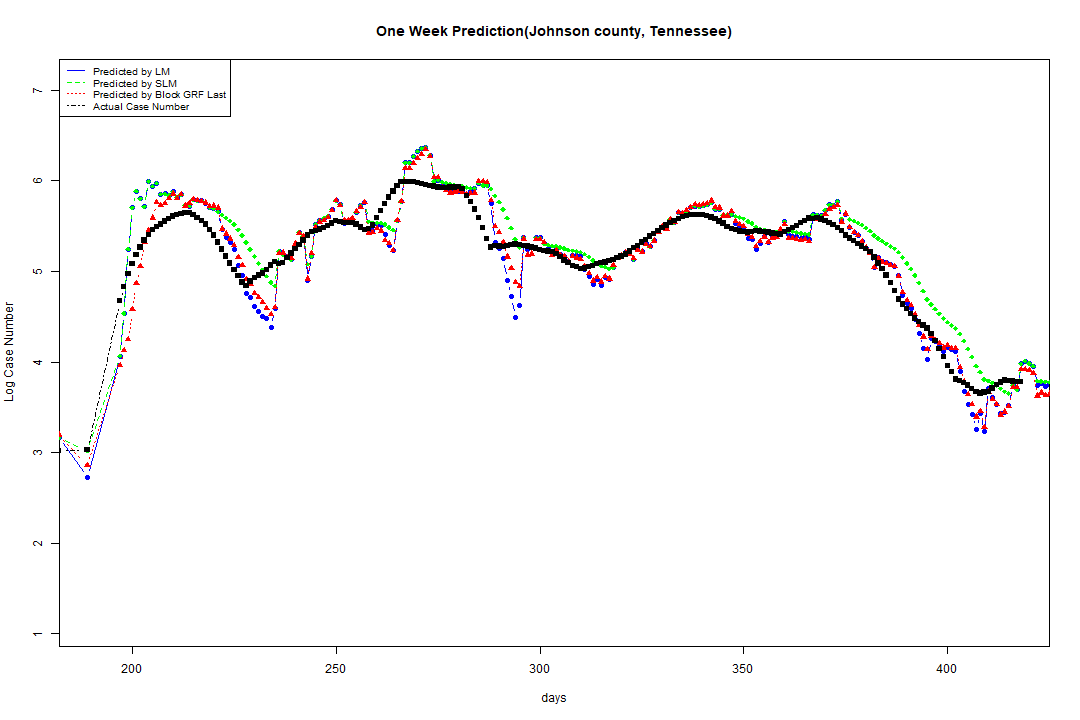 One Week Prediction(Johnson county, Tennessee)
Predicted by LM
Predicted by SLM
Predicted by Block GRF Last
Actual Case Number
7
6
5
4
3
2
1
Log Case Number
200 250 300 350 400
days